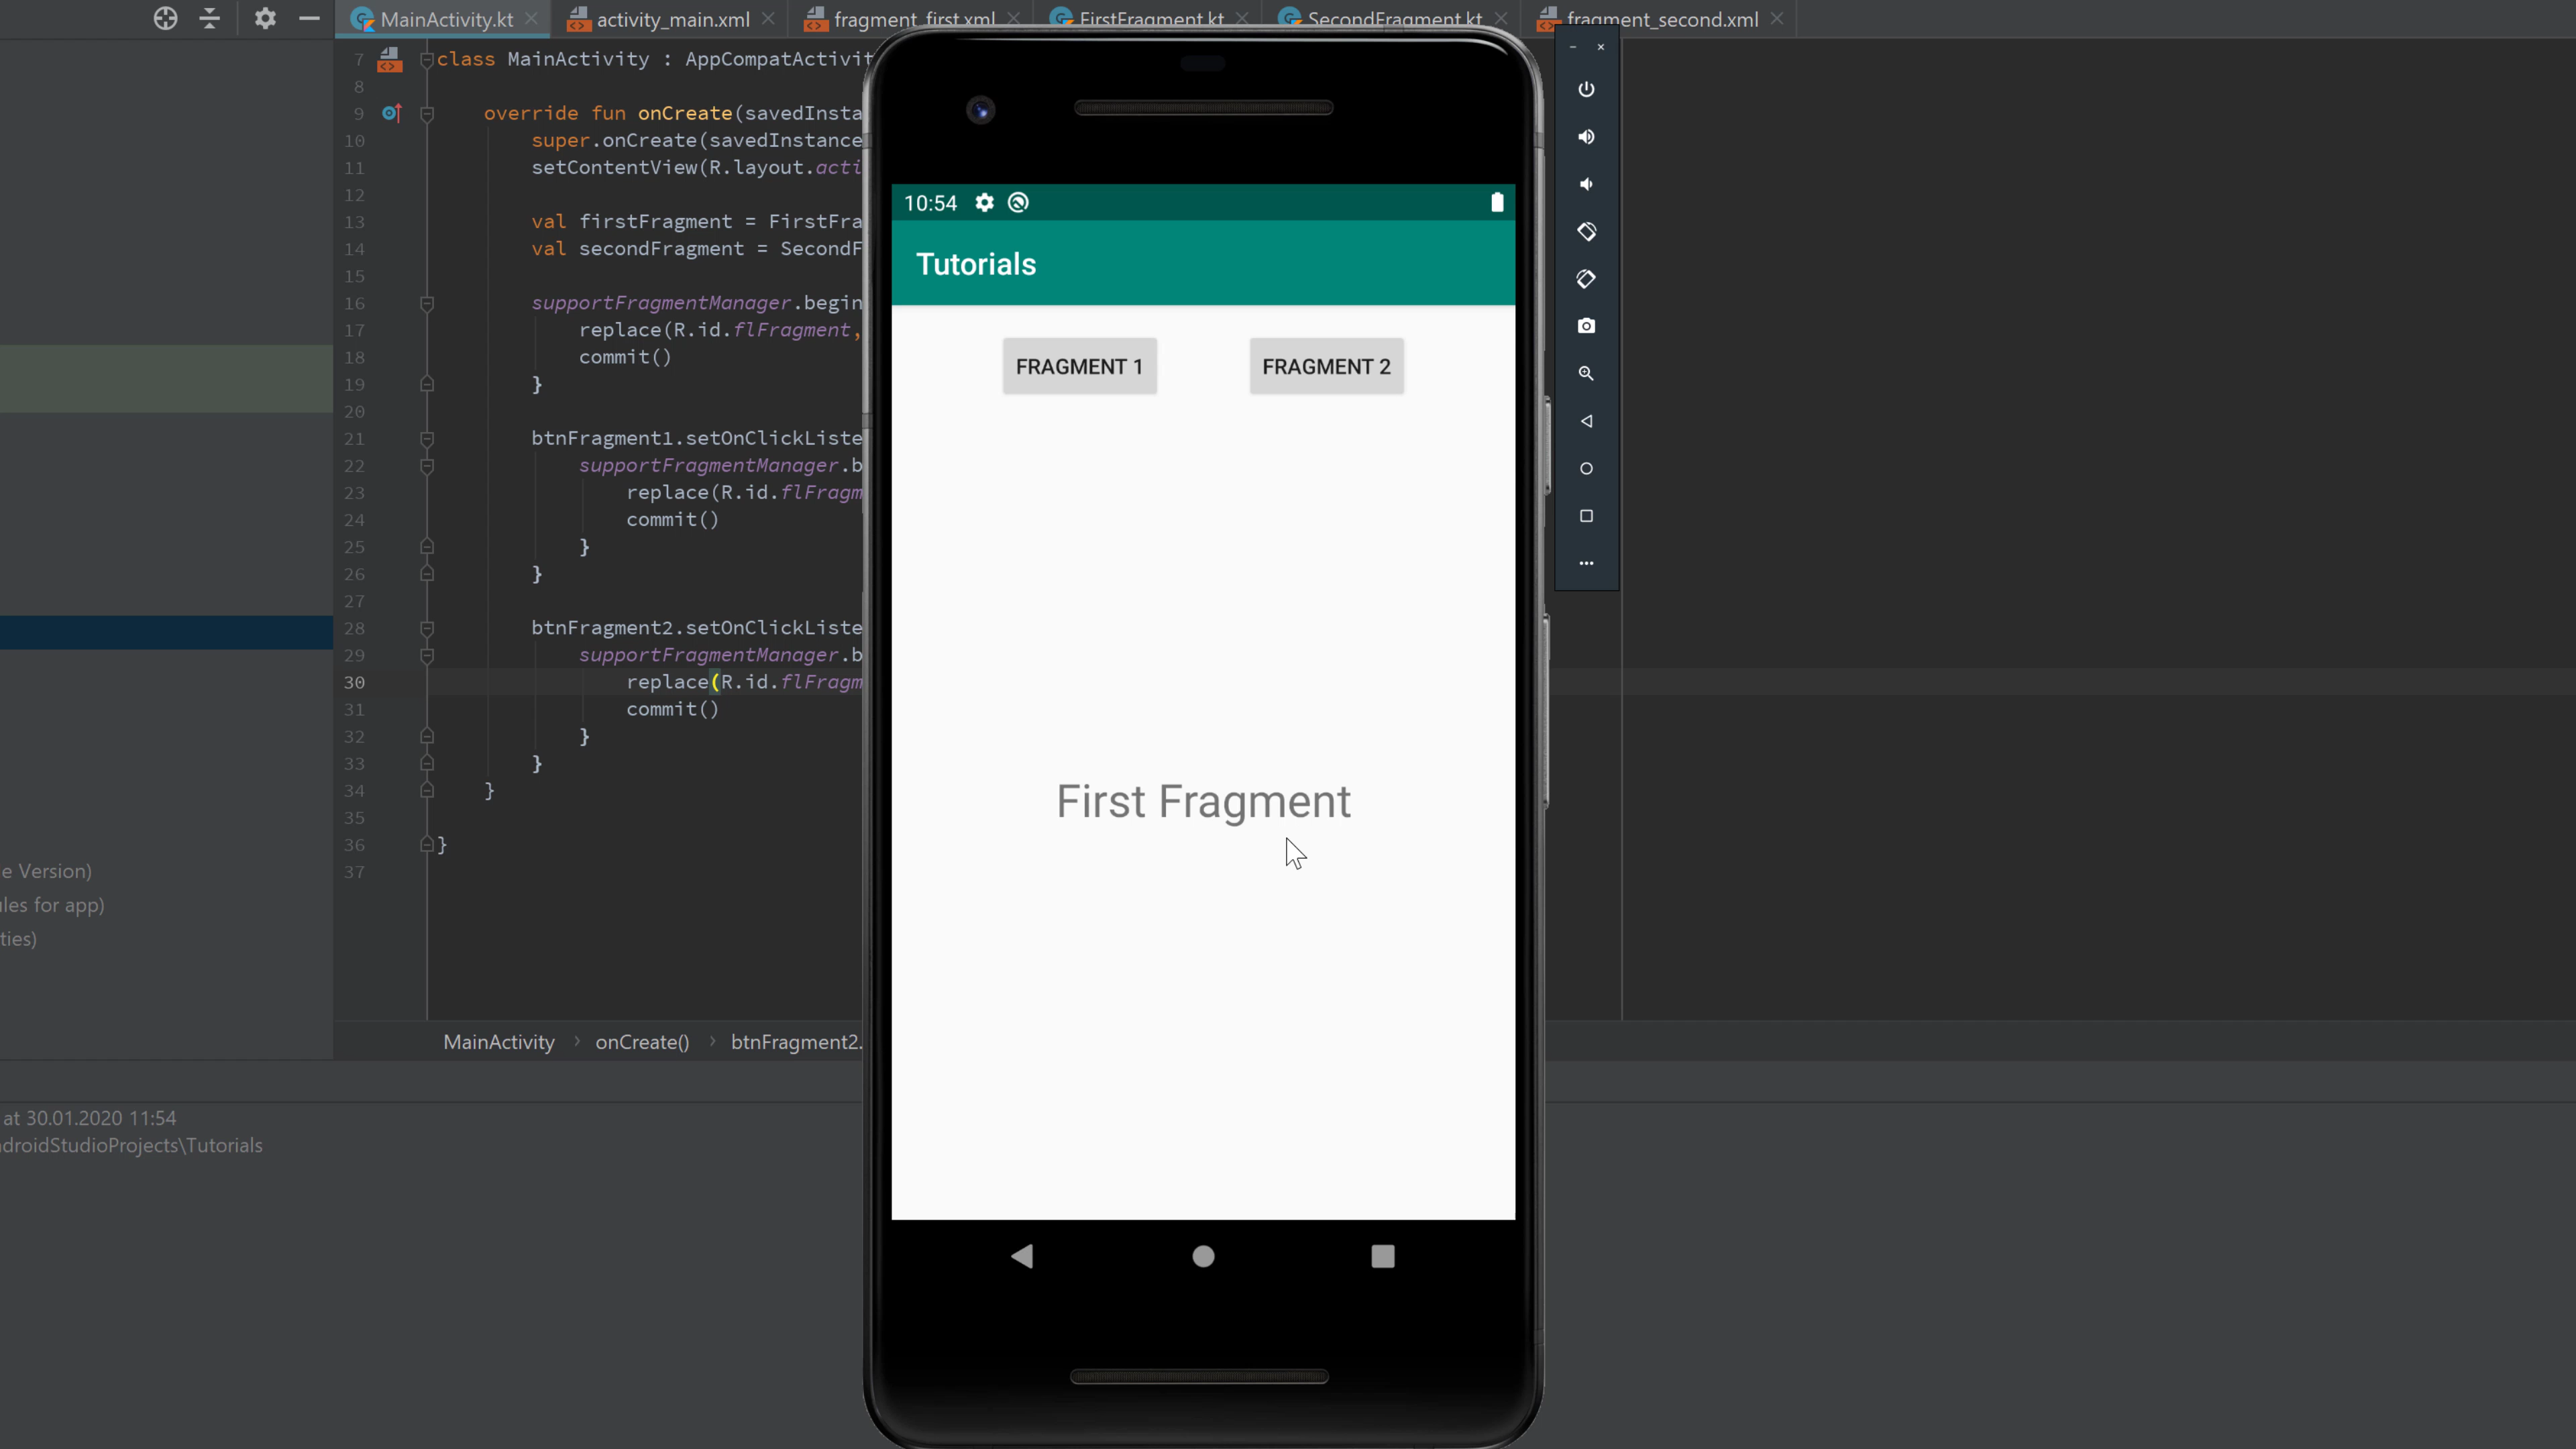 MainActivity.kt activity_main.xml fragment_first.xml FirstFragment.kt SecondFragment.kt fragment_second.xml
7 class MainActivity : AppCompatActivit
8
9 override fun onCreate(savedInsta
10 super.onCreate(savedInstance
11 setContentView(R.layout.acti
12
13 val firstFragment = FirstFra
14 val secondFragment = SecondF
15
16 supportFragmentManager.begin
17 replace(R.id.flFragment,
18 commit()
19 }
20
21 btnFragment1.setOnClickListe
22 supportFragmentManager.b
23 replace(R.id.flFragm
24 commit()
25 }
26 }
27
28 btnFragment2.setOnClickListe
29 supportFragmentManager.b
30 replace(R.id.flFragm
31 commit()
32 }
33 }
34 }
35
36 }
37
e Version)
ules for app)
ties)
MainActivity › onCreate() › btnFragment2.
at 30.01.2020 11:54
droidStudioProjects\Tutorials
10:54
Tutorials
FRAGMENT 1 FRAGMENT 2
First Fragment